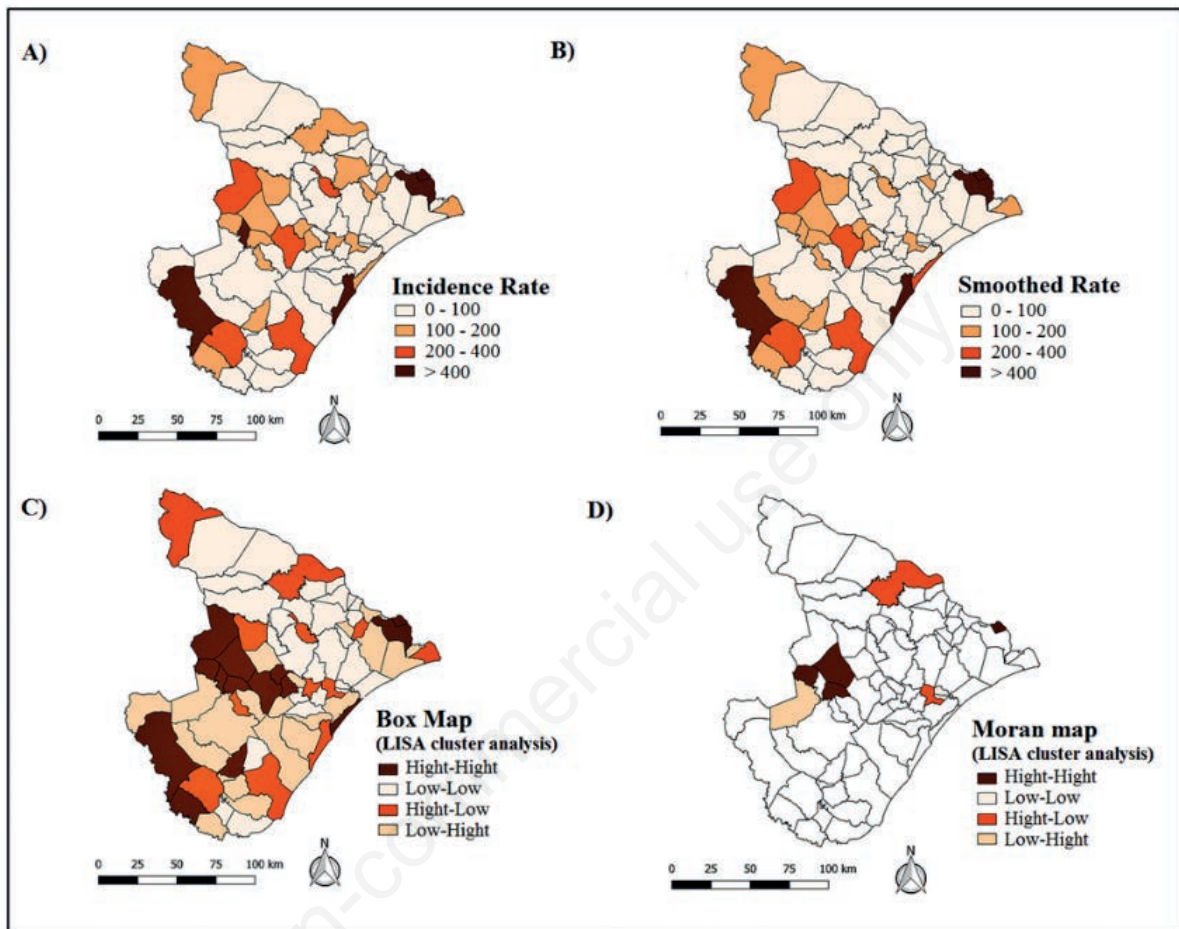 A)
Incidence Rate
0 - 100
100 - 200
200 - 400
> 400
N
0 25 50 75 100 km
B)
Smoothed Rate
0 - 100
100 - 200
200 - 400
> 400
N
0 25 50 75 100 km
C)
Box Map
(LISA cluster analysis)
Hight-Hight
Low-Low
Hight-Low
Low-Hight
N
0 25 50 75 100 km
D)
Moran map
(LISA cluster analysis)
Hight-Hight
Low-Low
Hight-Low
Low-Hight
N
0 25 50 75 100 km
n-commercial use only